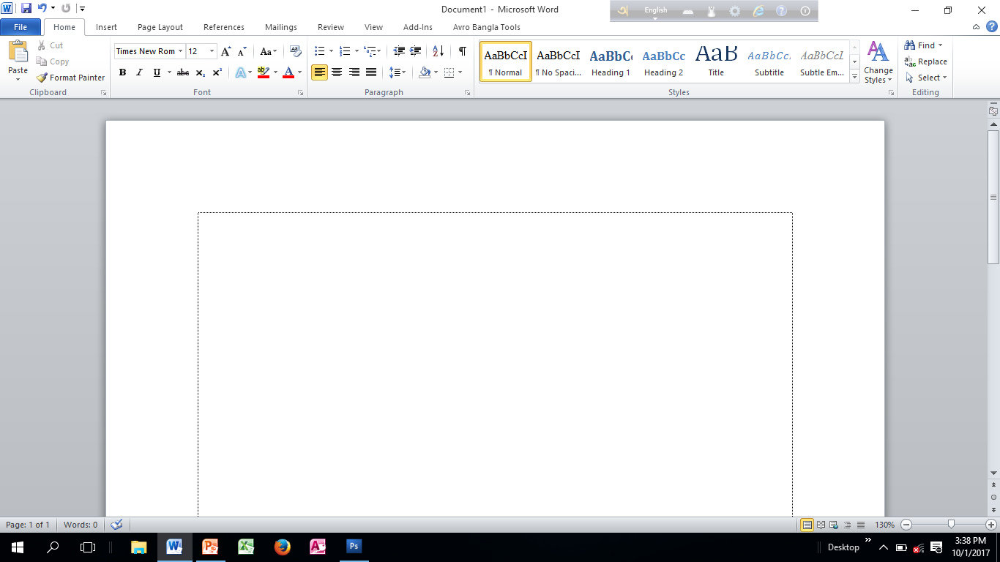 Document1 - Microsoft Word
English
File Home Insert Page Layout References Mailings Review View Add-Ins Avro Bangla Tools
Paste
Cut
Copy
Format Painter
Clipboard
Times New Rom 12
Aa
B I U abc x₂ x²
Font
Paragraph
AaBbCcI AaBbCcI AaBbCc AaBbCc AaB AaBbCc. AaBbCcL
¶ Normal ¶ No Spaci... Heading 1 Heading 2 Title Subtitle Subtle Em...
Change
Styles
Styles
Find
Replace
Select
Editing
Page: 1 of 1 Words: 0
130%
Ps
Desktop
3:38 PM
10/1/2017